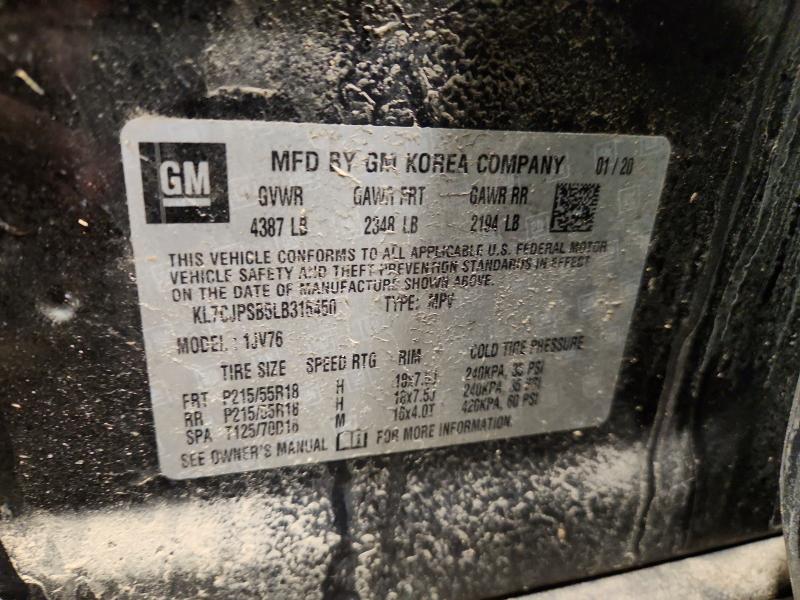 GM MFD BY GM KOREA COMPANY 01/20
GVWR GAWR FRT GAWR RR
4387 LB 2348 LB 2194 LB
THIS VEHICLE CONFORMS TO ALL APPLICABLE U.S. FEDERAL MOTOR
VEHICLE SAFETY AND THEFT PREVENTION STANDARDS IN EFFECT
ON THE DATE OF MANUFACTURE SHOWN ABOVE.
KL7CJPSB5LB315450 TYPE: MPV
MODEL: 1JV76
TIRE SIZE SPEED RTG RIM COLD TIRE PRESSURE
FRT P215/55R18 H 18x7.5J 240KPA, 35 PSI
RR P215/55R18 H 18x7.5J 240KPA, 35 PSI
SPA T125/70D16 M 16x4.0T 420KPA, 60 PSI
SEE OWNER'S MANUAL FOR MORE INFORMATION.